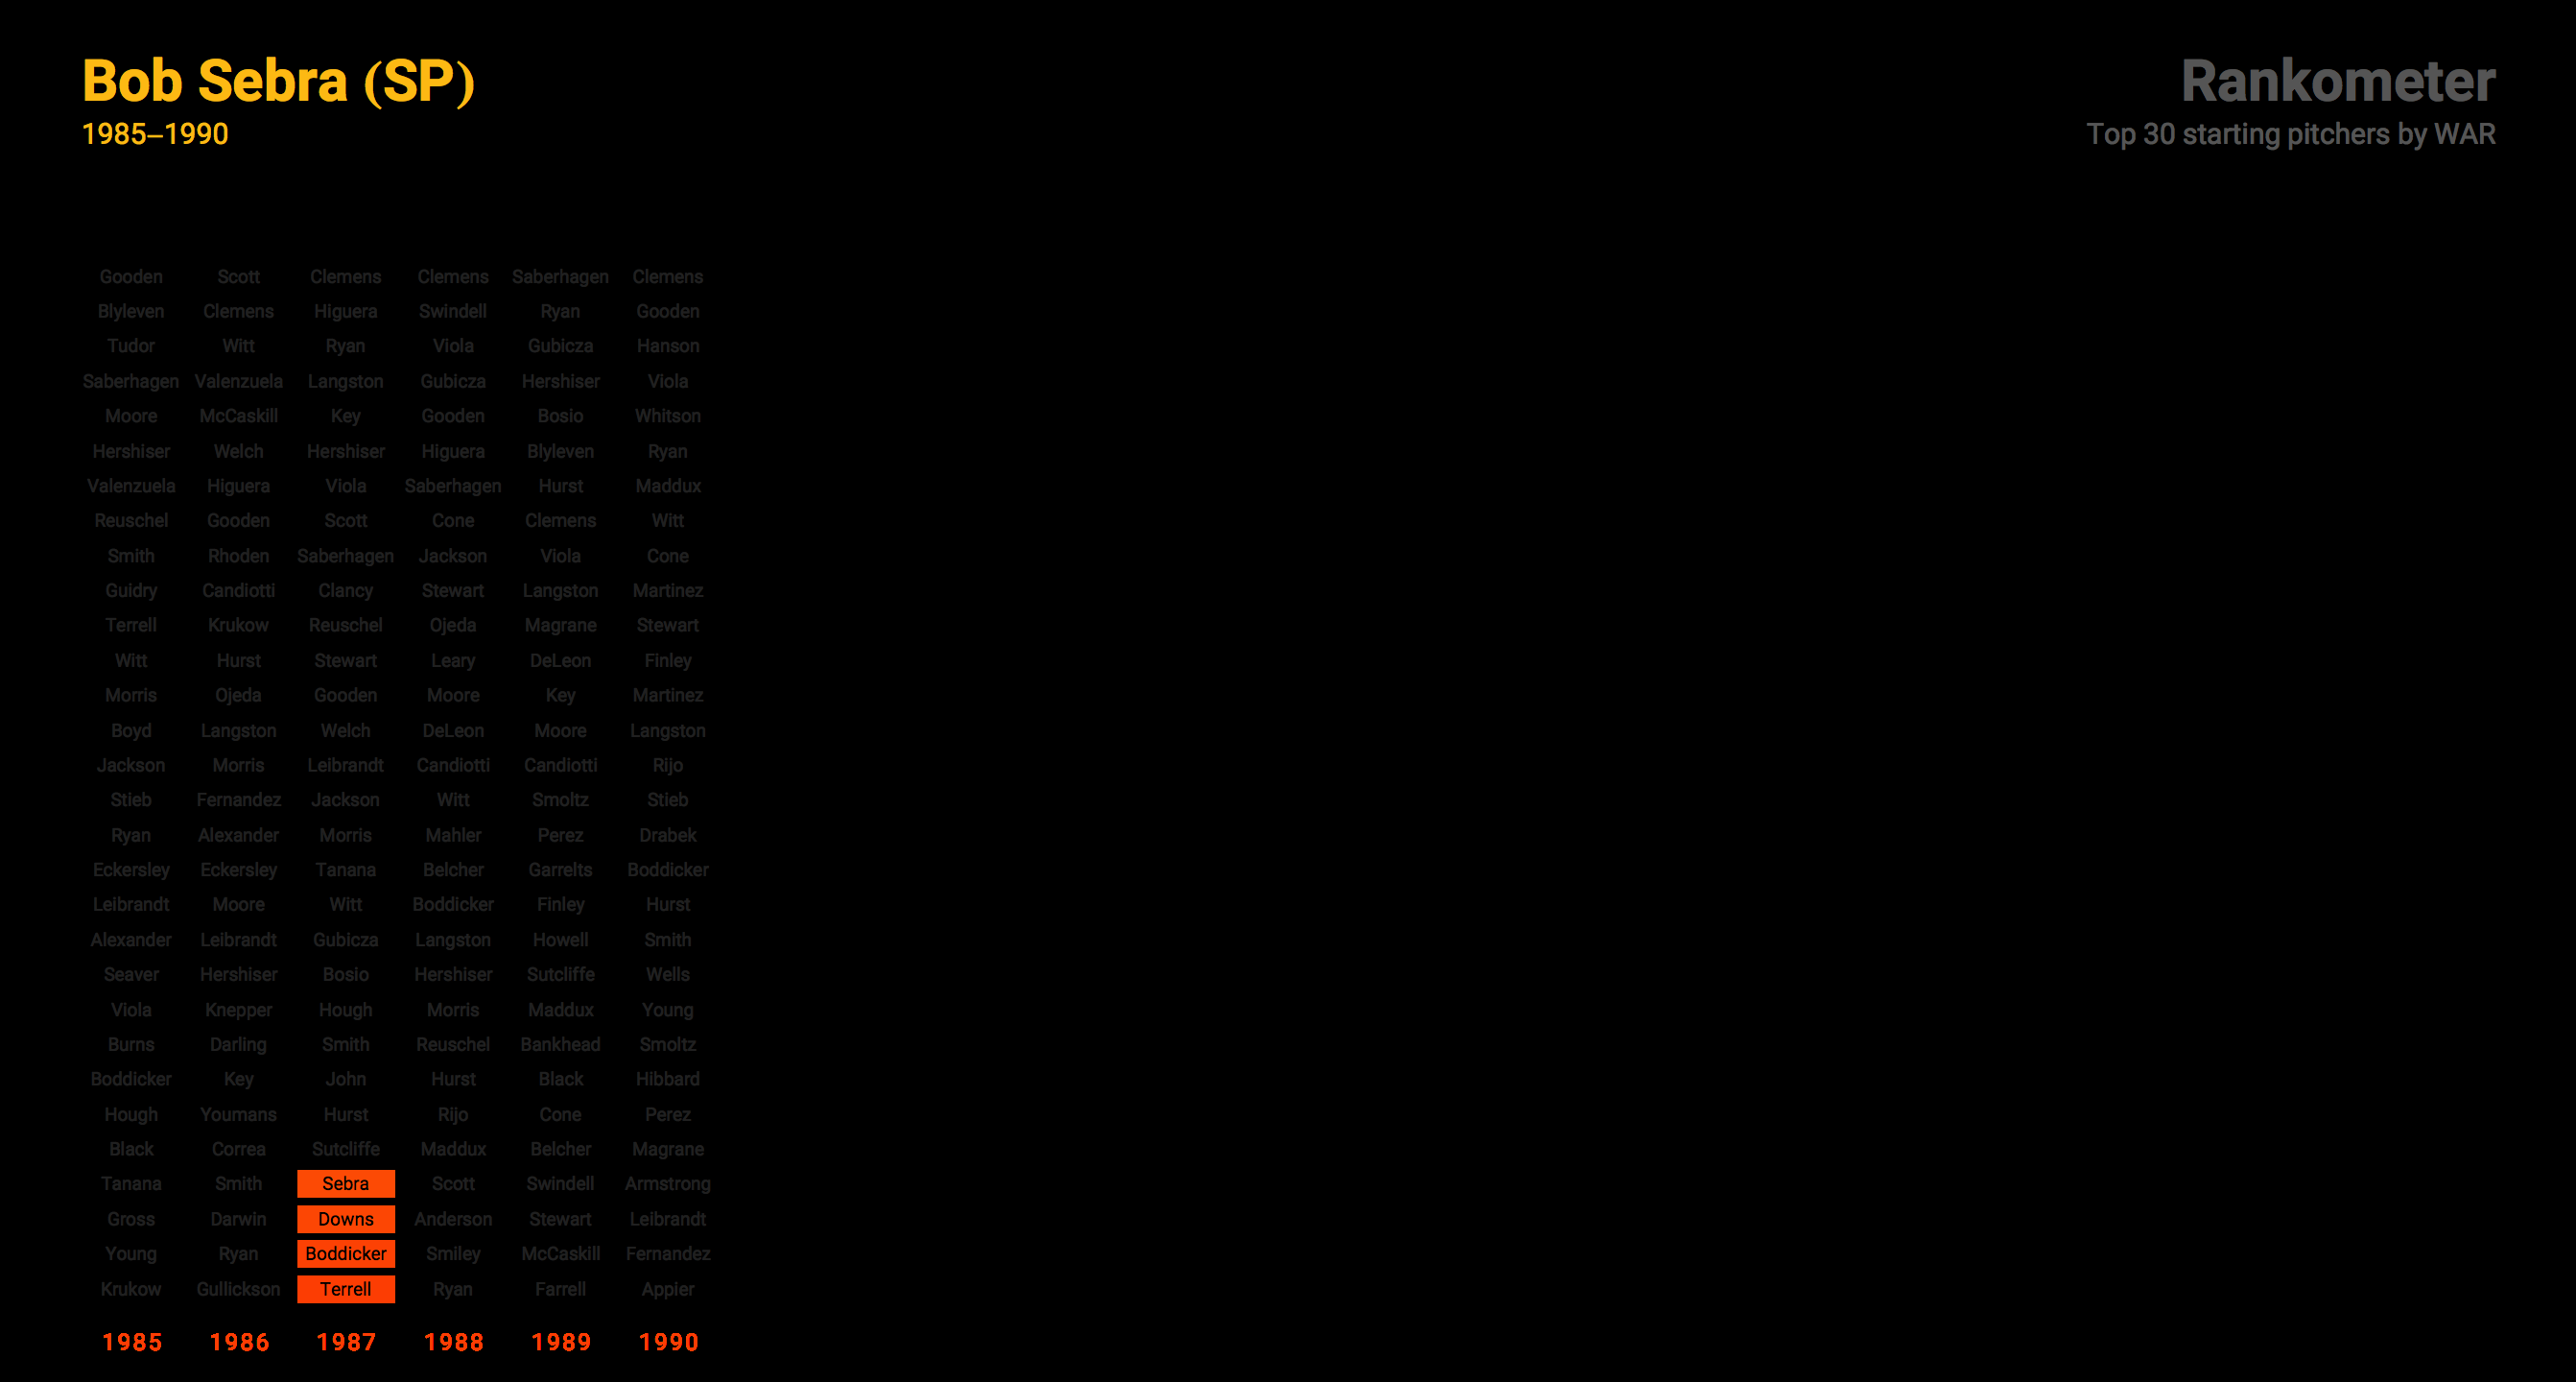 Bob Sebra (SP)
1985–1990
Rankometer
Top 30 starting pitchers by WAR
Gooden Scott Clemens Clemens Saberhagen Clemens
Blyleven Clemens Higuera Swindell Ryan Gooden
Tudor Witt Ryan Viola Gubicza Hanson
Saberhagen Valenzuela Langston Gubicza Hershiser Viola
Moore McCaskill Key Gooden Bosio Whitson
Hershiser Welch Hershiser Higuera Blyleven Ryan
Valenzuela Higuera Viola Saberhagen Hurst Maddux
Reuschel Gooden Scott Cone Clemens Witt
Smith Rhoden Saberhagen Jackson Viola Cone
Guidry Candiotti Clancy Stewart Langston Martinez
Terrell Krukow Reuschel Ojeda Magrane Stewart
Witt Hurst Stewart Leary DeLeon Finley
Morris Ojeda Gooden Moore Key Martinez
Boyd Langston Welch DeLeon Moore Langston
Jackson Morris Leibrandt Candiotti Candiotti Rijo
Stieb Fernandez Jackson Witt Smoltz Stieb
Ryan Alexander Morris Mahler Perez Drabek
Eckersley Eckersley Tanana Belcher Garrelts Boddicker
Leibrandt Moore Witt Boddicker Finley Hurst
Alexander Leibrandt Gubicza Langston Howell Smith
Seaver Hershiser Bosio Hershiser Sutcliffe Wells
Viola Knepper Hough Morris Maddux Young
Burns Darling Smith Reuschel Bankhead Smoltz
Boddicker Key John Hurst Black Hibbard
Hough Youmans Hurst Rijo Cone Perez
Black Correa Sutcliffe Maddux Belcher Magrane
Tanana Smith Sebra Scott Swindell Armstrong
Gross Darwin Downs Anderson Stewart Leibrandt
Young Ryan Boddicker Smiley McCaskill Fernandez
Krukow Gullickson Terrell Ryan Farrell Appier
1985 1986 1987 1988 1989 1990